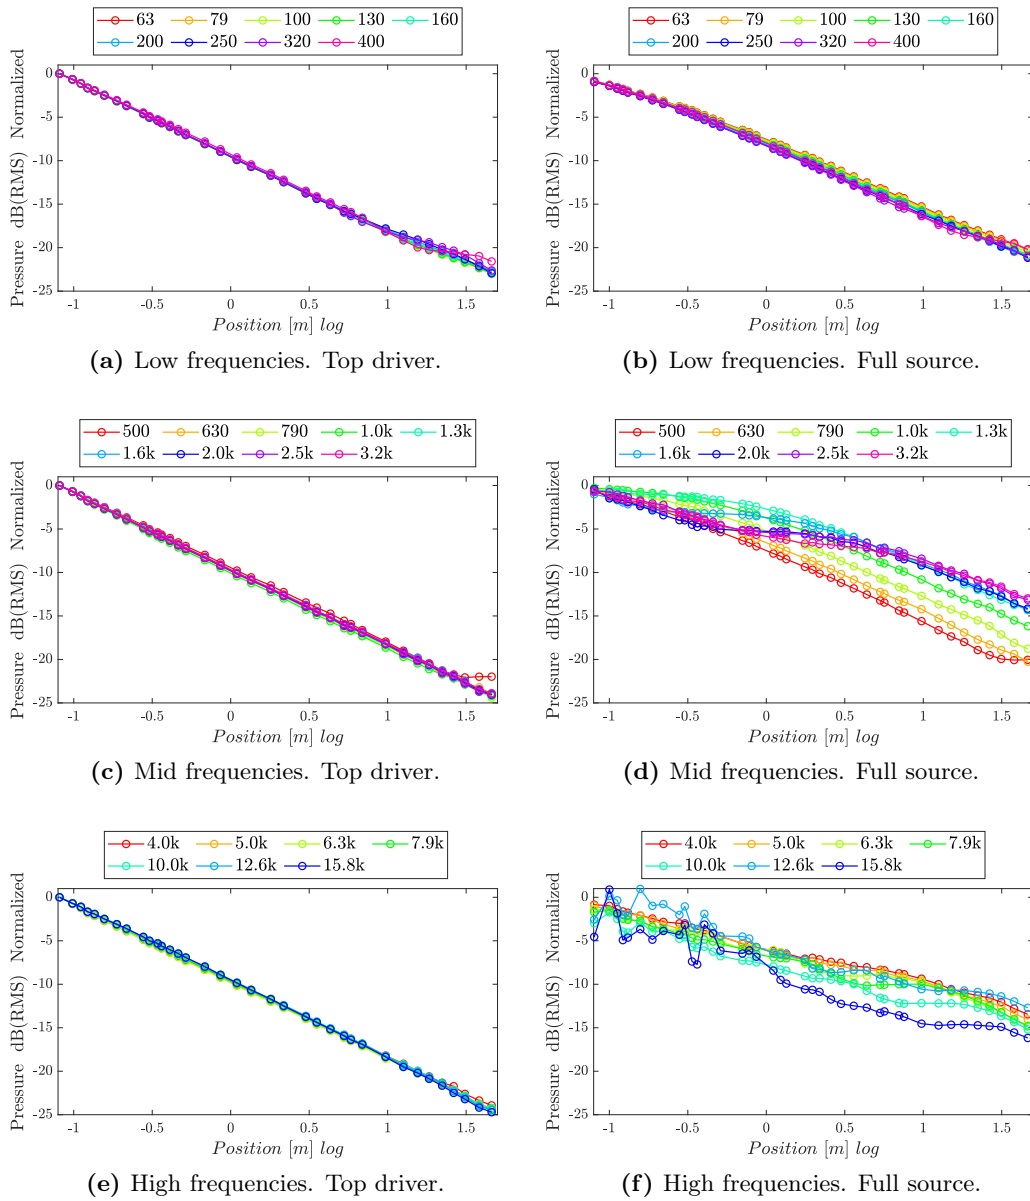 63 79 100 130 160
200 250 320 400
63 79 100 130 160
200 250 320 400
Pressure dB(RMS) Normalized
0
-5
-10
-15
-20
-25
-1 -0.5 0 0.5 1 1.5
Position [m] log
Pressure dB(RMS) Normalized
0
-5
-10
-15
-20
-25
-1 -0.5 0 0.5 1 1.5
Position [m] log
(a) Low frequencies. Top driver.
(b) Low frequencies. Full source.
500 630 790 1.0k 1.3k
1.6k 2.0k 2.5k 3.2k
500 630 790 1.0k 1.3k
1.6k 2.0k 2.5k 3.2k
Pressure dB(RMS) Normalized
0
-5
-10
-15
-20
-25
-1 -0.5 0 0.5 1 1.5
Position [m] log
Pressure dB(RMS) Normalized
0
-5
-10
-15
-20
-25
-1 -0.5 0 0.5 1 1.5
Position [m] log
(c) Mid frequencies. Top driver.
(d) Mid frequencies. Full source.
4.0k 5.0k 6.3k 7.9k
10.0k 12.6k 15.8k
4.0k 5.0k 6.3k 7.9k
10.0k 12.6k 15.8k
Pressure dB(RMS) Normalized
0
-5
-10
-15
-20
-25
-1 -0.5 0 0.5 1 1.5
Position [m] log
Pressure dB(RMS) Normalized
0
-5
-10
-15
-20
-25
-1 -0.5 0 0.5 1 1.5
Position [m] log
(e) High frequencies. Top driver.
(f) High frequencies. Full source.